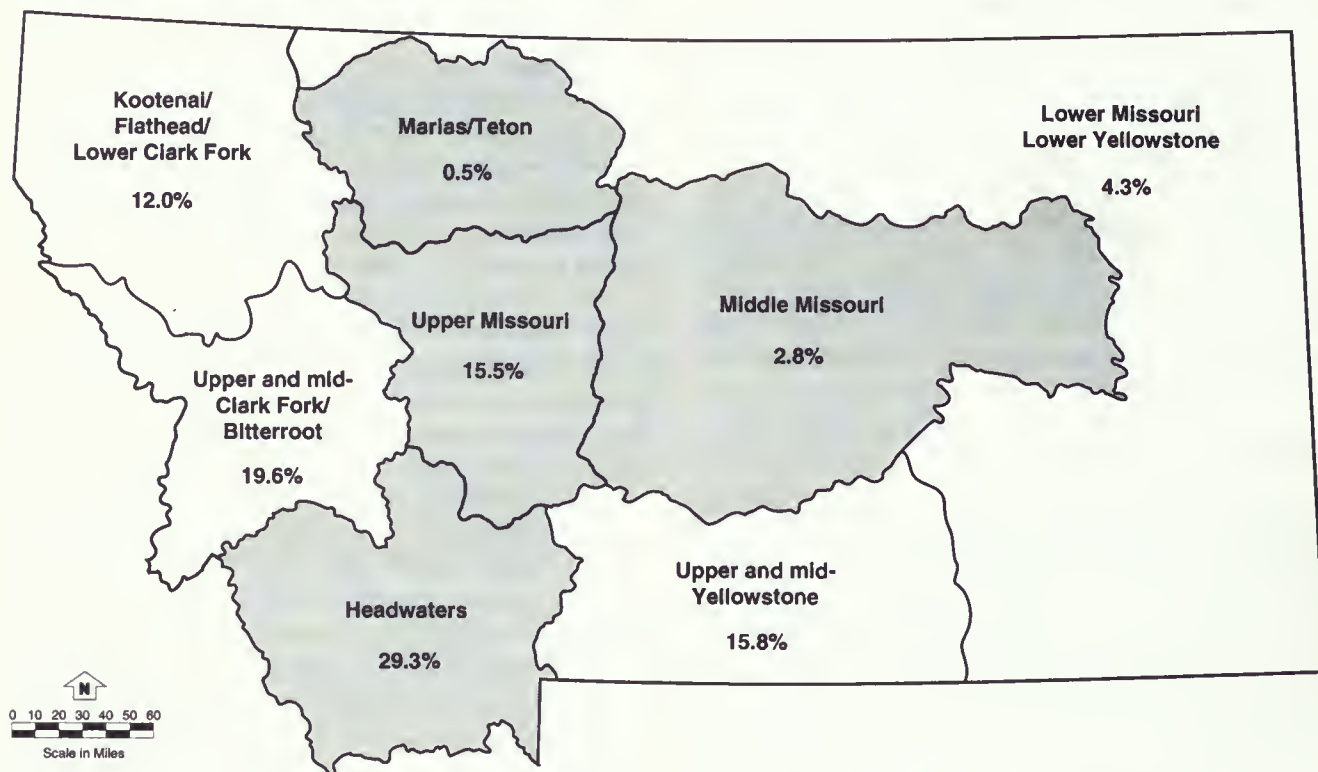 Kootenai/
Flathead/
Lower Clark Fork
12.0%
Marias/Teton
0.5%
Lower Missouri
Lower Yellowstone
4.3%
Upper Missouri
15.5%
Middle Missouri
2.8%
Upper and mid-
Clark Fork/
Bitterroot
19.6%
Headwaters
29.3%
Upper and mid-
Yellowstone
15.8%
N
0 10 20 30 40 50 60
Scale in Miles